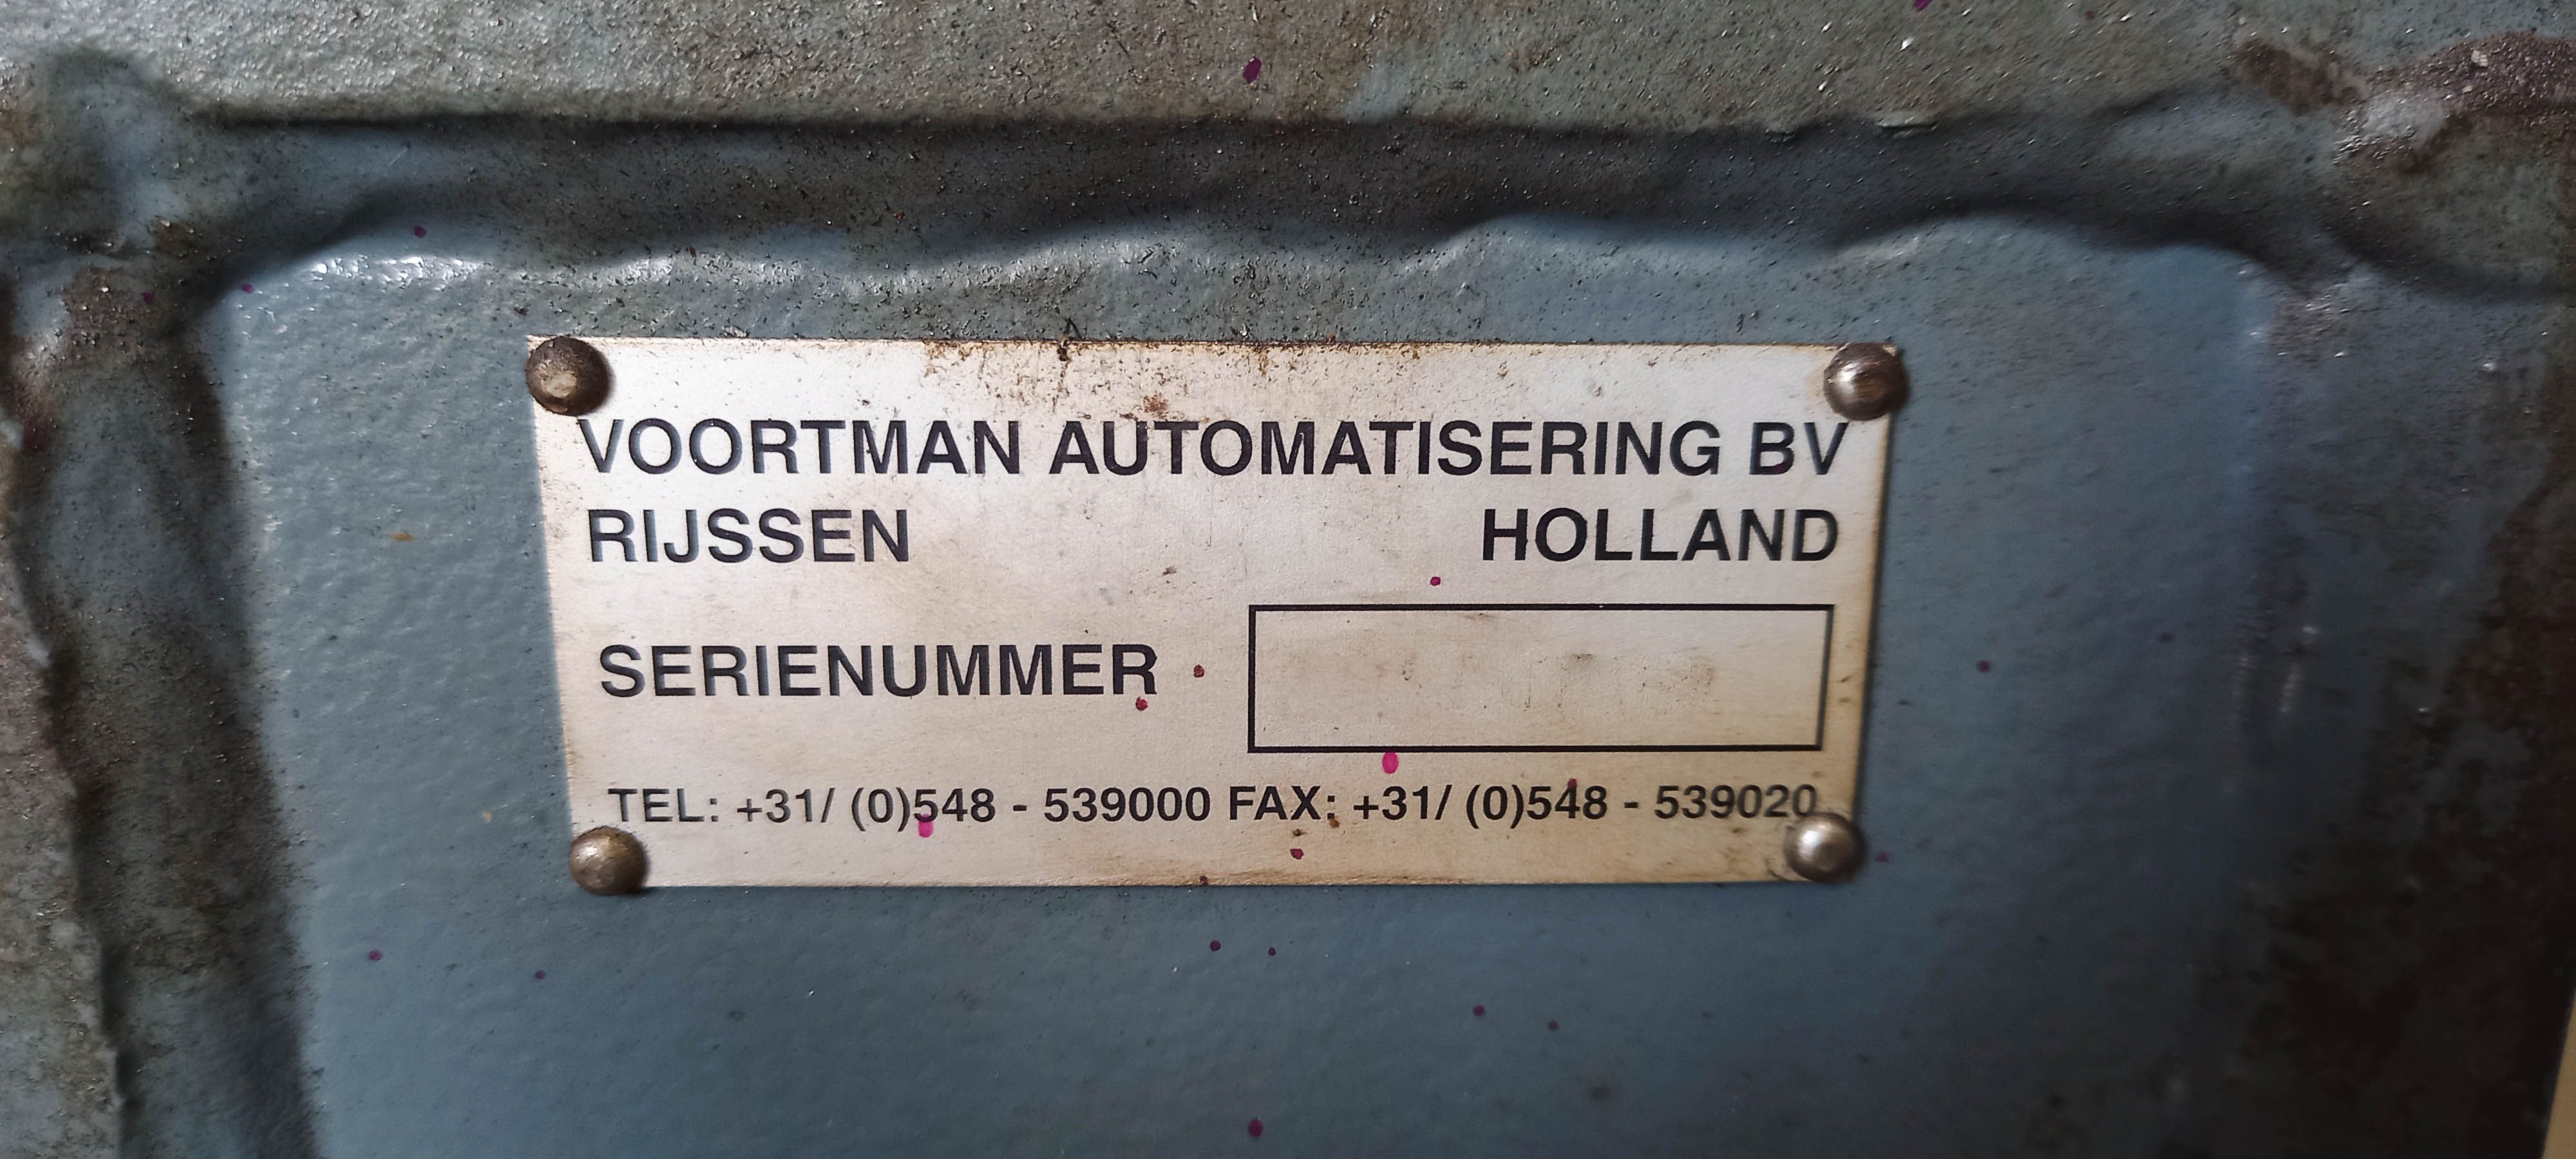 VOORTMAN AUTOMATISERING BV
RIJSSEN HOLLAND
SERIENUMMER
TEL: +31/ (0)548 - 539000 FAX: +31/ (0)548 - 539020